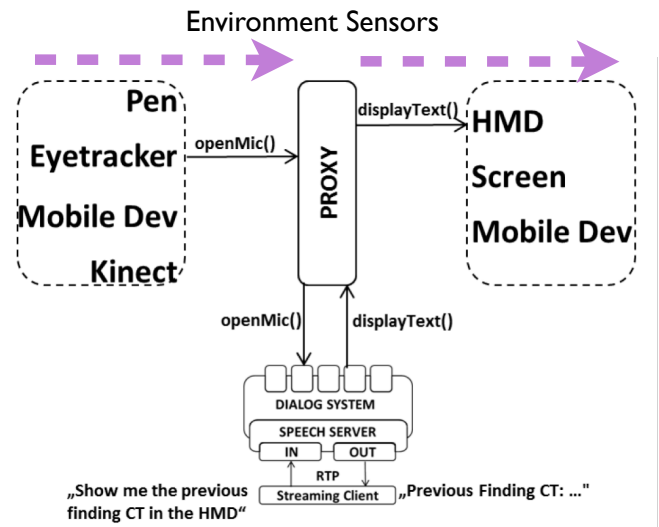 Environment Sensors
Pen
Eyetracker
Mobile Dev
Kinect
openMic()
PROXY
displayText()
HMD
Screen
Mobile Dev
openMic()
displayText()
DIALOG SYSTEM
SPEECH SERVER
IN
OUT
RTP
Streaming Client
„Show me the previous
finding CT in the HMD“
„Previous Finding CT: ..."